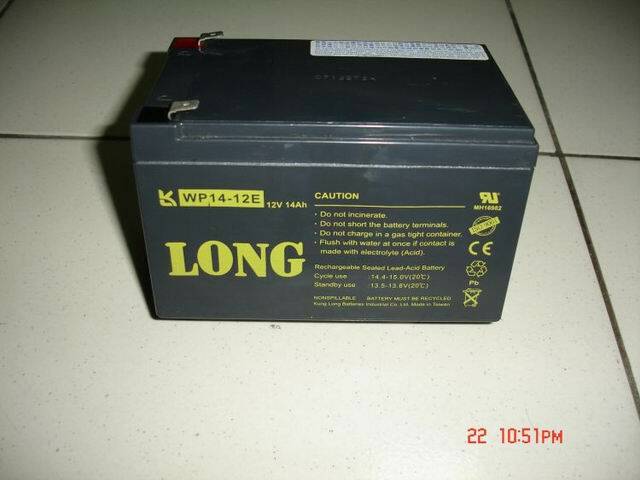 WP14-12E 12V 14Ah
LONG
CAUTION
· Do not incinerate.
· Do not short the battery terminals.
· Do not charge in a gas tight container.
· Flush with water at once if contact is
made with electrolyte (Acid).
Rechargeable Sealed Lead-Acid Battery
Cycle use :14.4-15.0V(20℃)
Standby use :13.5-13.8V(20℃)
NONSPILLABLE BATTERY MUST BE RECYCLED
Kung Long Batteries Industrial Co. Ltd. Made in Taiwan
MH16982
ISO 9001
CE
Pb
22 10:51PM